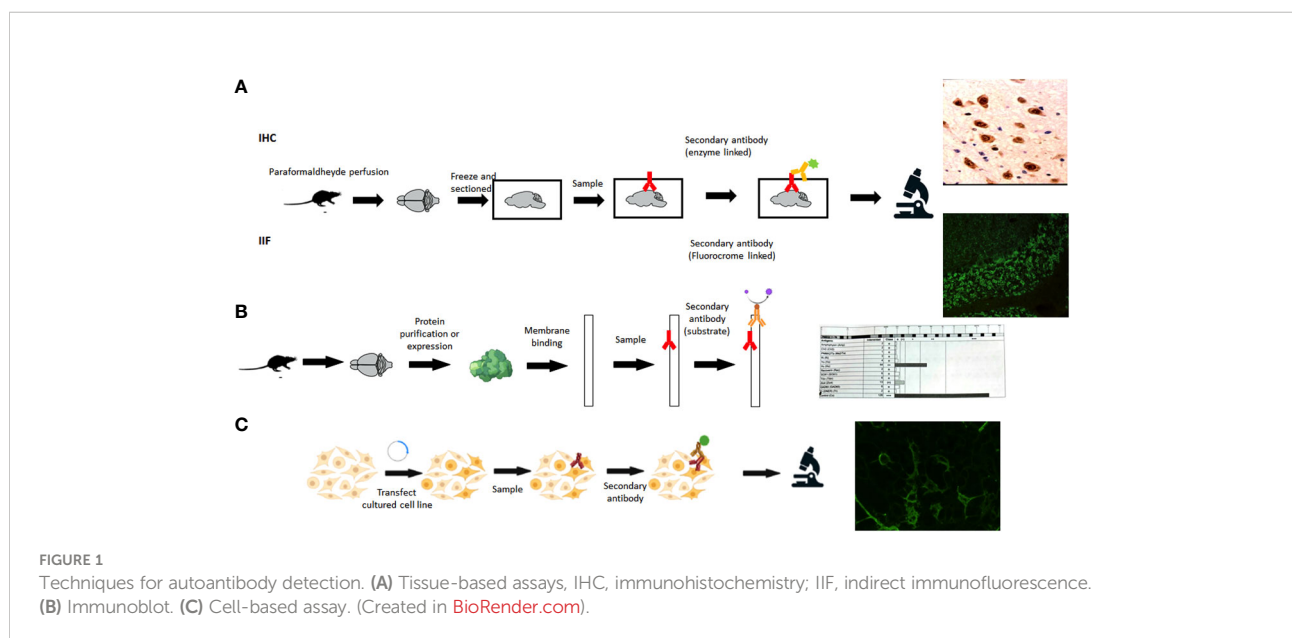 A
IHC
Paraformaldheyde perfusion
Freeze and
sectioned
Sample
Secondary antibody
(enzyme linked)
IIF
Secondary antibody
(Fluorocrome linked)
B
Protein
purification or
expression
Membrane
binding
Sample
Secondary
antibody
(substrate)
C
Transfect
cultured cell
line
Sample
Secondary
antibody
FIGURE 1
Techniques for autoantibody detection. (A) Tissue-based assays, IHC, immunohistochemistry; IIF, indirect immunofluorescence.
(B) Immunoblot. (C) Cell-based assay. (Created in BioRender.com).